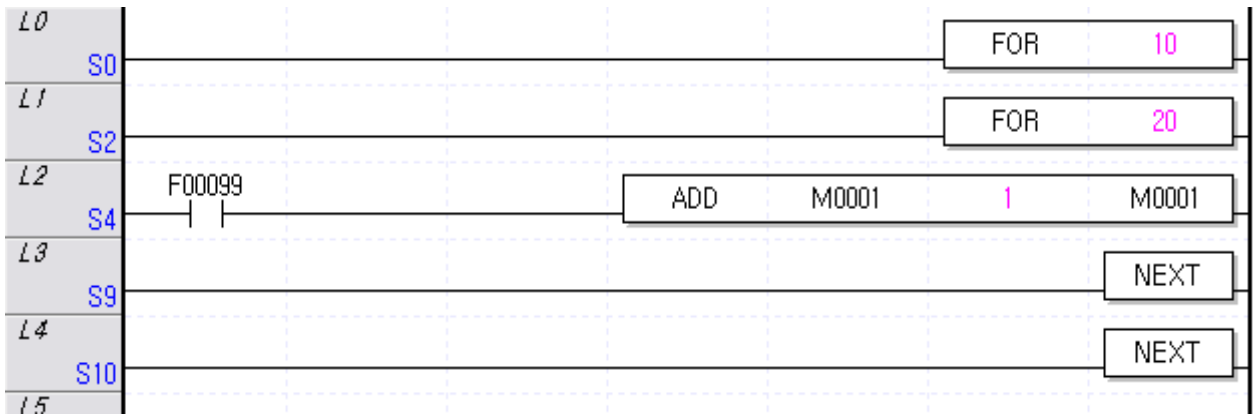 L0
S0 FOR 10
L1
S2 FOR 20
L2
F00099
S4 ADD M0001 1 M0001
L3
S9 NEXT
L4
S10 NEXT
L5